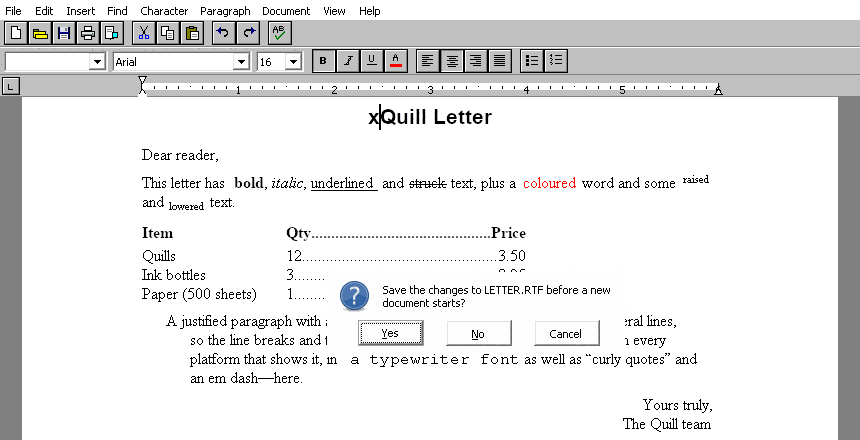 File Edit Insert Find Character Paragraph Document View Help
Arial 16 B I U A
L 1 2 3 4 5
xQuill Letter
Dear reader,
This letter has bold, italic, underlined and struck text, plus a coloured word and some raised
and lowered text.
Item Qty.............................................Price
Quills 12.................................................3.50
Ink bottles 3........
Paper (500 sheets) 1........
Save the changes to LETTER.RTF before a new
document starts?
Yes No Cancel
A justified paragraph with eral lines,
so the line breaks and every
platform that shows it, in a typewriter font as well as “curly quotes” and
an em dash—here.
Yours truly,
The Quill team